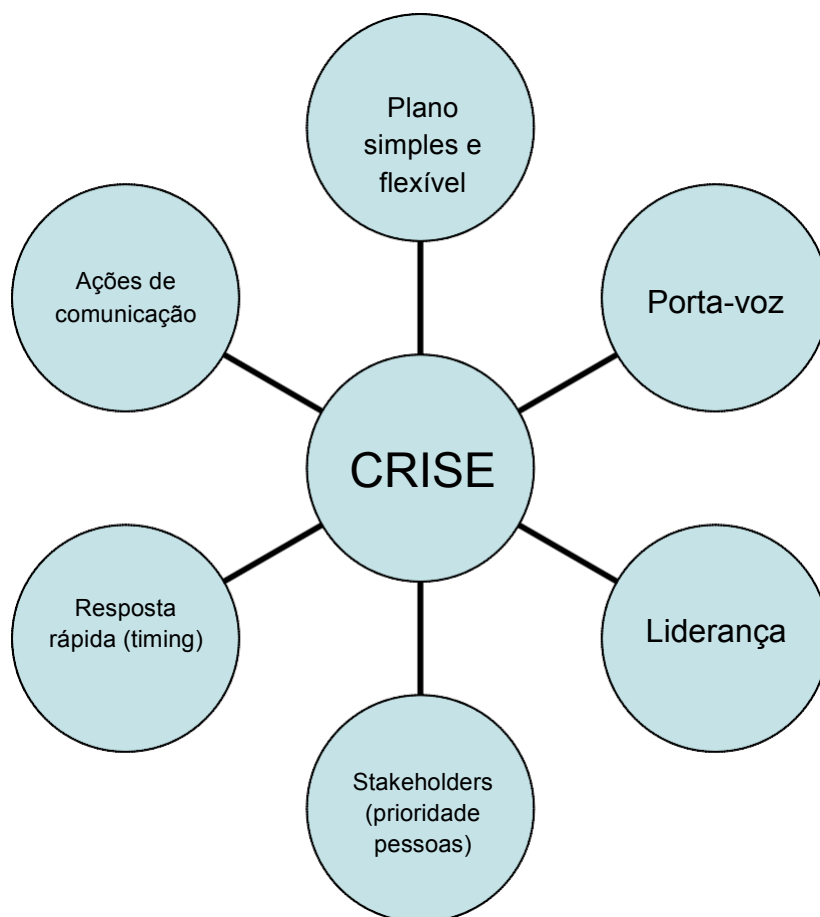 Plano
simples e
flexível
Ações de
comunicação
Porta-voz
CRISE
Resposta
rápida (timing)
Liderança
Stakeholders
(prioridade
pessoas)